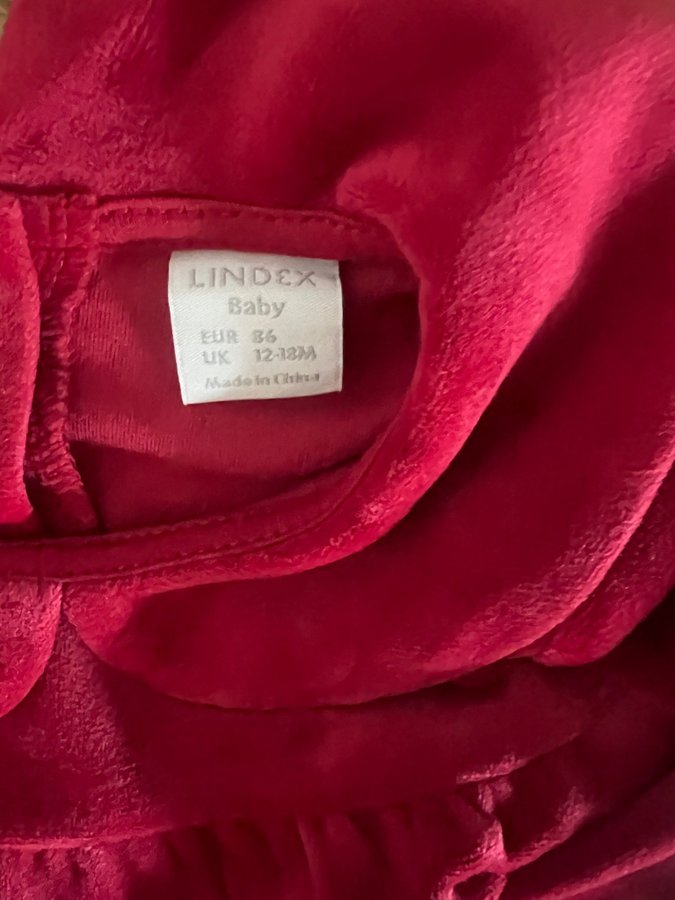 LINDEX
Baby
EUR 86
UK 12-18M
Made in China